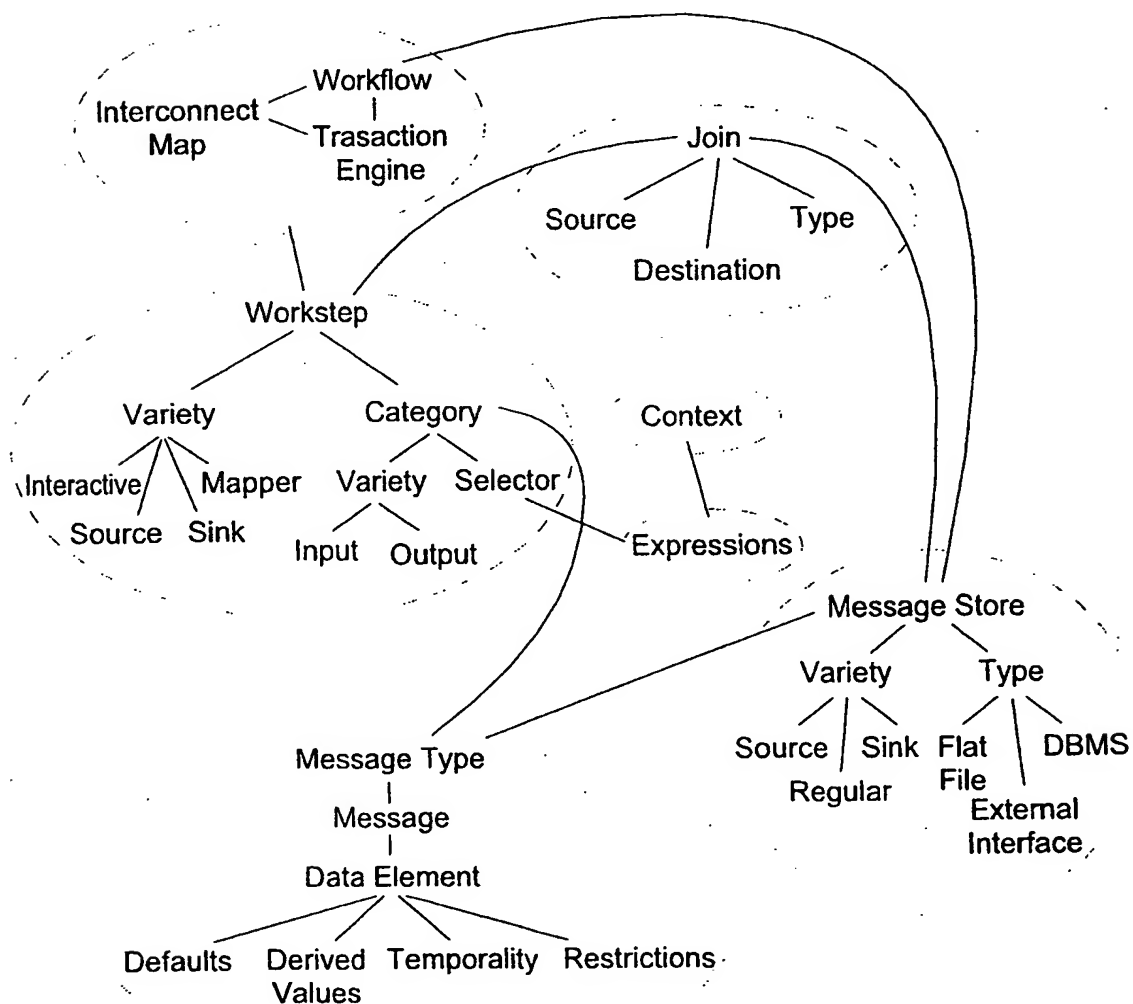 Workflow
Interconnect
Map
Trasaction
Engine
Join
Source
Type
Destination
Workstep
Variety
Category
Context
Interactive
Mapper
Variety
Selector
Source
Sink
Input
Output
Expressions
Message Store
Variety
Type
Source
Sink
Flat
File
DBMS
Regular
External
Interface
Message Type
Message
Data Element
Defaults
Derived
Values
Temporality
Restrictions